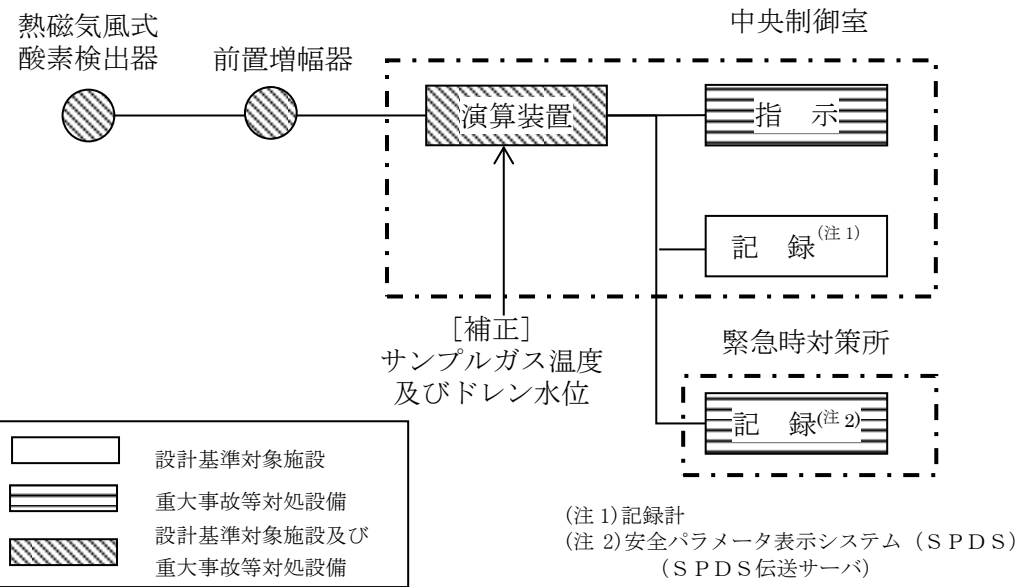 中央制御室
熱磁気風式
酸素検出器
前置増幅器
演算装置
指　示
記　録(注1)
[補正]
サンプルガス温度
及びドレン水位
緊急時対策所
記　録(注2)
設計基準対象施設
重大事故等対処設備
設計基準対象施設及び
重大事故等対処設備
(注1)記録計
(注2)安全パラメータ表示システム（ＳＰＤＳ）
（ＳＰＤＳ伝送サーバ）